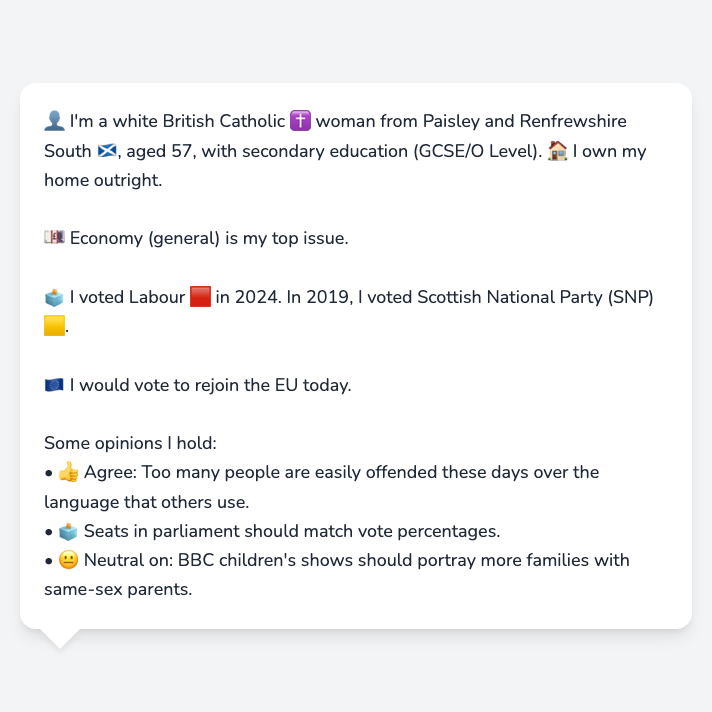 👤 I'm a white British Catholic ✝️ woman from Paisley and Renfrewshire
South 🏴󠁧󠁢󠁳󠁣󠁴󠁿, aged 57, with secondary education (GCSE/O Level). 🏠 I own my
home outright.
💷 Economy (general) is my top issue.
🗳️ I voted Labour 🟥 in 2024. In 2019, I voted Scottish National Party (SNP)
🟨.
🇪🇺 I would vote to rejoin the EU today.
Some opinions I hold:
• 👍 Agree: Too many people are easily offended these days over the
language that others use.
• 🗳️ Seats in parliament should match vote percentages.
• 😐 Neutral on: BBC children's shows should portray more families with
same-sex parents.